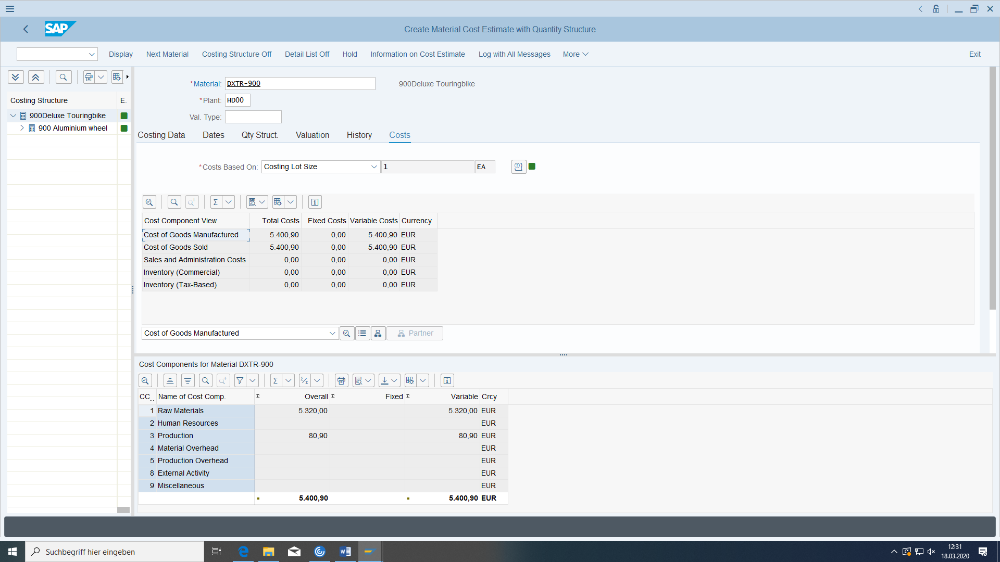 SAP
Create Material Cost Estimate with Quantity Structure
Display Next Material Costing Structure Off Detail List Off Hold Information on Cost Estimate Log with All Messages More Exit
*Material: DXTR-900 900Deluxe Touringbike
*Plant: HD00
Val. Type:
Costing Structure E.
900Deluxe Touringbike
900 Aluminium wheel
Costing Data Dates Qty Struct. Valuation History Costs
*Costs Based On: Costing Lot Size 1 EA
Cost Component View Total Costs Fixed Costs Variable Costs Currency
Cost of Goods Manufactured 5.400,90 0,00 5.400,90 EUR
Cost of Goods Sold 5.400,90 0,00 5.400,90 EUR
Sales and Administration Costs 0,00 0,00 0,00 EUR
Inventory (Commercial) 0,00 0,00 0,00 EUR
Inventory (Tax-Based) 0,00 0,00 0,00 EUR
Cost of Goods Manufactured Partner
Cost Components for Material DXTR-900
CC... Name of Cost Comp. Σ Overall Σ Fixed Σ Variable Crcy
1 Raw Materials 5.320,00 5.320,00 EUR
2 Human Resources EUR
3 Production 80,90 80,90 EUR
4 Material Overhead EUR
5 Production Overhead EUR
8 External Activity EUR
9 Miscellaneous EUR
5.400,90 5.400,90 EUR
Suchbegriff hier eingeben
12:31
18.03.2020